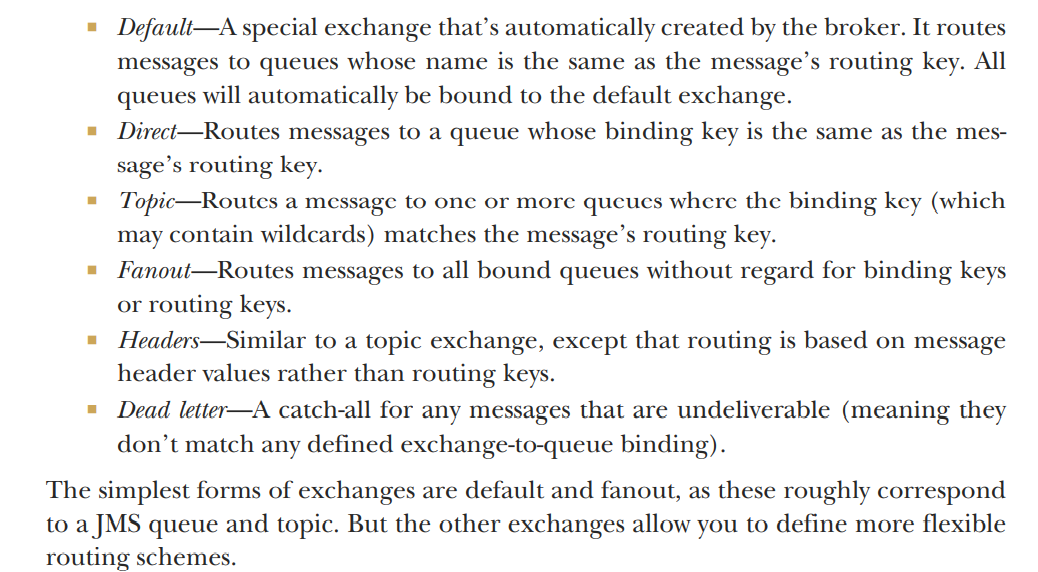 ▪ Default—A special exchange that’s automatically created by the broker. It routes
messages to queues whose name is the same as the message’s routing key. All
queues will automatically be bound to the default exchange.
▪ Direct—Routes messages to a queue whose binding key is the same as the mes-
sage’s routing key.
▪ Topic—Routes a message to one or more queues where the binding key (which
may contain wildcards) matches the message’s routing key.
▪ Fanout—Routes messages to all bound queues without regard for binding keys
or routing keys.
▪ Headers—Similar to a topic exchange, except that routing is based on message
header values rather than routing keys.
▪ Dead letter—A catch-all for any messages that are undeliverable (meaning they
don’t match any defined exchange-to-queue binding).
The simplest forms of exchanges are default and fanout, as these roughly correspond
to a JMS queue and topic. But the other exchanges allow you to define more flexible
routing schemes.